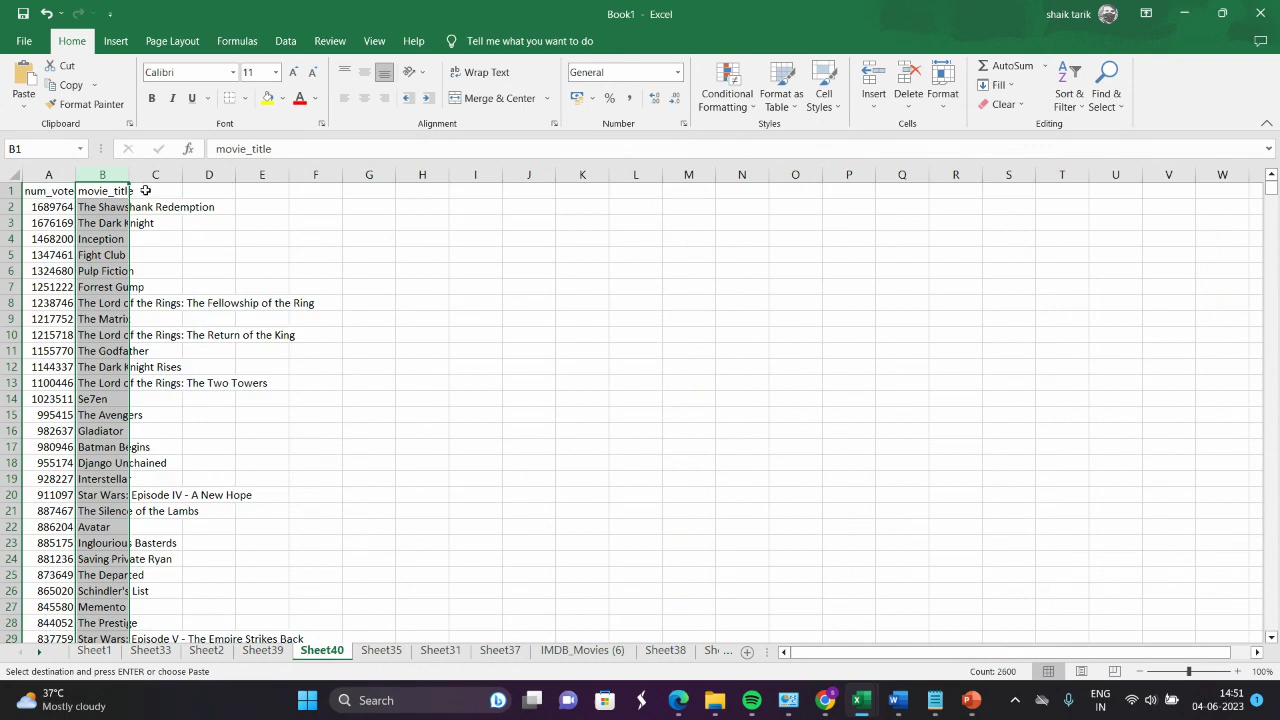 Book1 - Excel
shaik tarik
File Home Insert Page Layout Formulas Data Review View Help Tell me what you want to do
Paste
Cut
Copy
Format Painter
Clipboard
Calibri 11
B I U A
Font
Wrap Text
Merge & Center
Alignment
General
%
Number
Conditional Formatting
Format as Table
Cell Styles
Styles
Insert
Delete
Format
Cells
AutoSum
Fill
Clear
Sort & Filter
Find & Select
Editing
B1 fx movie_title
A B C D E F G H I J K L M N O P Q R S T U V W
1 num_vote movie_title
2 1689764 The Shawshank Redemption
3 1676169 The Dark Knight
4 1468200 Inception
5 1347461 Fight Club
6 1324680 Pulp Fiction
7 1251222 Forrest Gump
8 1238746 The Lord of the Rings: The Fellowship of the Ring
9 1217752 The Matrix
10 1215718 The Lord of the Rings: The Return of the King
11 1155770 The Godfather
12 1144337 The Dark Knight Rises
13 1100446 The Lord of the Rings: The Two Towers
14 1023511 Se7en
15 995415 The Avengers
16 982637 Gladiator
17 980946 Batman Begins
18 955174 Django Unchained
19 928227 Interstellar
20 911097 Star Wars: Episode IV - A New Hope
21 887467 The Silence of the Lambs
22 886204 Avatar
23 885175 Inglourious Basterds
24 881236 Saving Private Ryan
25 873649 The Departed
26 865020 Schindler's List
27 845580 Memento
28 844052 The Prestige
29 837759 Star Wars: Episode V - The Empire Strikes Back
Sheet1 Sheet33 Sheet2 Sheet39 Sheet40 Sheet35 Sheet31 Sheet37 IMDB_Movies (6) Sheet38 Sh ...
Select destination and press ENTER or choose Paste Count: 2600 100%
37°C
Mostly cloudy
Search
ENG
IN
14:51
04-06-2023